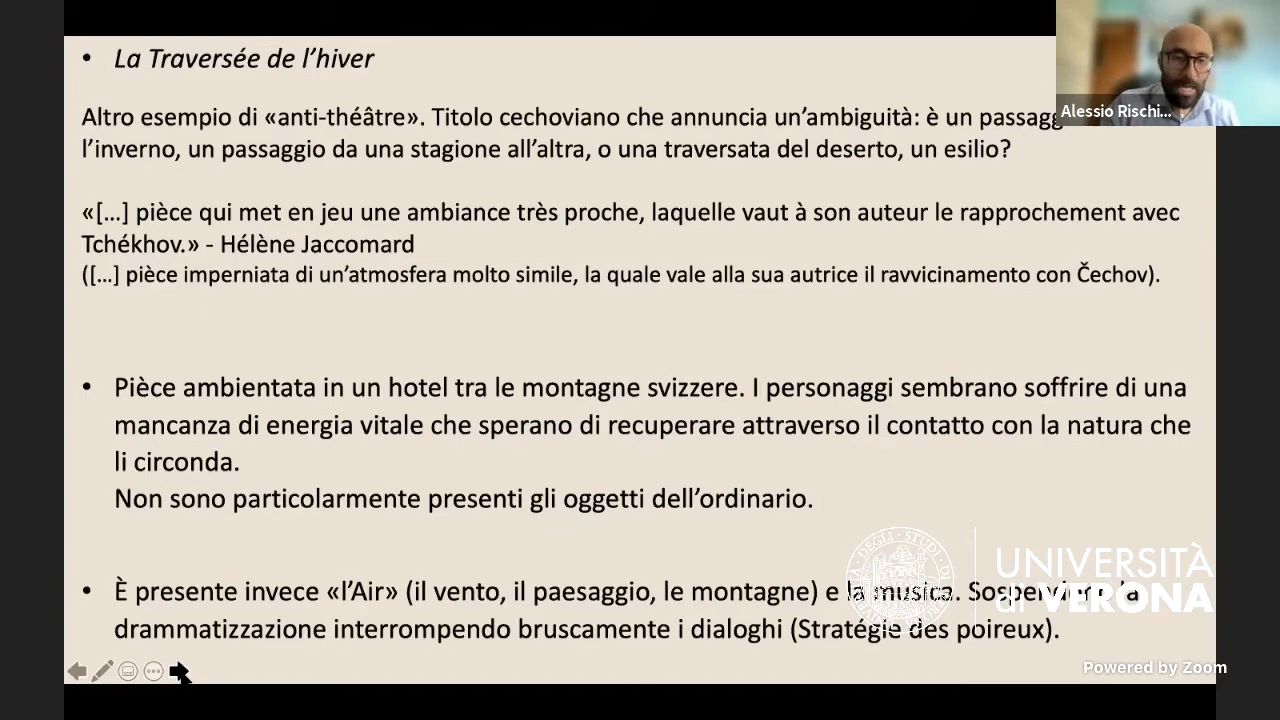 • La Traversée de l’hiver
Altro esempio di «anti-théâtre». Titolo cechoviano che annuncia un’ambiguità: è un
l’inverno, un passaggio da una stagione all’altra, o una traversata del deserto, un esilio?
«[…] pièce qui met en jeu une ambiance très proche, laquelle vaut à son auteur le rapprochement avec
Tchékhov.» - Hélène Jaccomard
([…] pièce imperniata di un’atmosfera molto simile, la quale vale alla sua autrice il ravvicinamento con Čechov).
• Pièce ambientata in un hotel tra le montagne svizzere. I personaggi sembrano soffrire di una
mancanza di energia vitale che sperano di recuperare attraverso il contatto con la natura che
li circonda.
Non sono particolarmente presenti gli oggetti dell’ordinario.
• È presente invece «l’Air» (il vento, il paesaggio, le montagne) e la musica. Sospendono la
drammatizzazione interrompendo bruscamente i dialoghi (Stratégie des poireux).
Alessio Rischi...
UNIVERSITÀ
di VERONA
Powered by Zoom